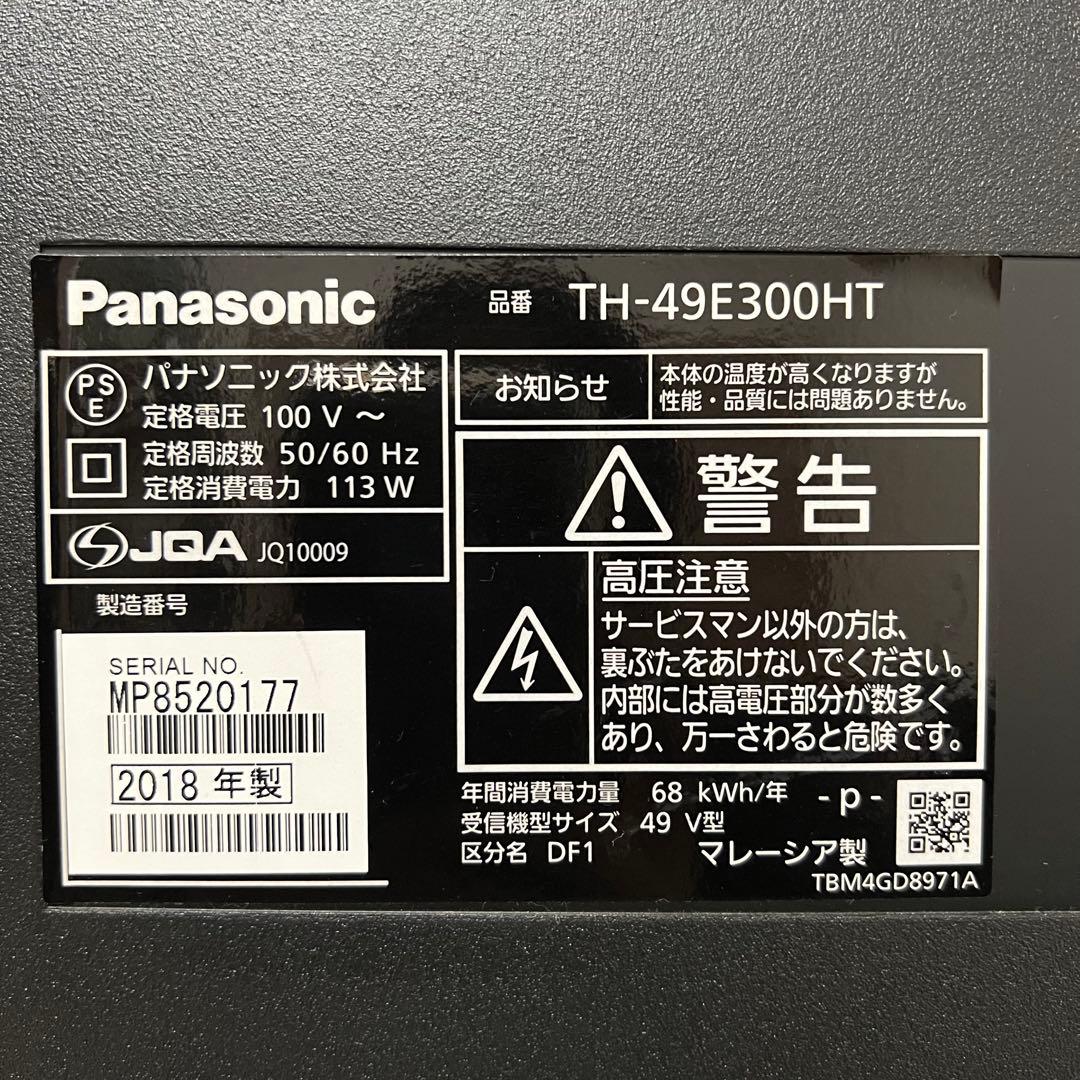 Panasonic
品番 TH-49E300HT
PS
E
パナソニック株式会社
定格電圧 100 V ～
定格周波数 50/60 Hz
定格消費電力 113 W
JQA JQ10009
製造番号
SERIAL NO.
MP8520177
2018 年製
お知らせ
本体の温度が高くなりますが
性能・品質には問題ありません。
警告
高圧注意
サービスマン以外の方は、
裏ぶたをあけないでください。
内部には高電圧部分が数多く
あり、万一さわると危険です。
年間消費電力量 68 kWh/年
受信機型サイズ 49 V型
区分名 DF1
- p -
マレーシア製
TBM4GD8971A